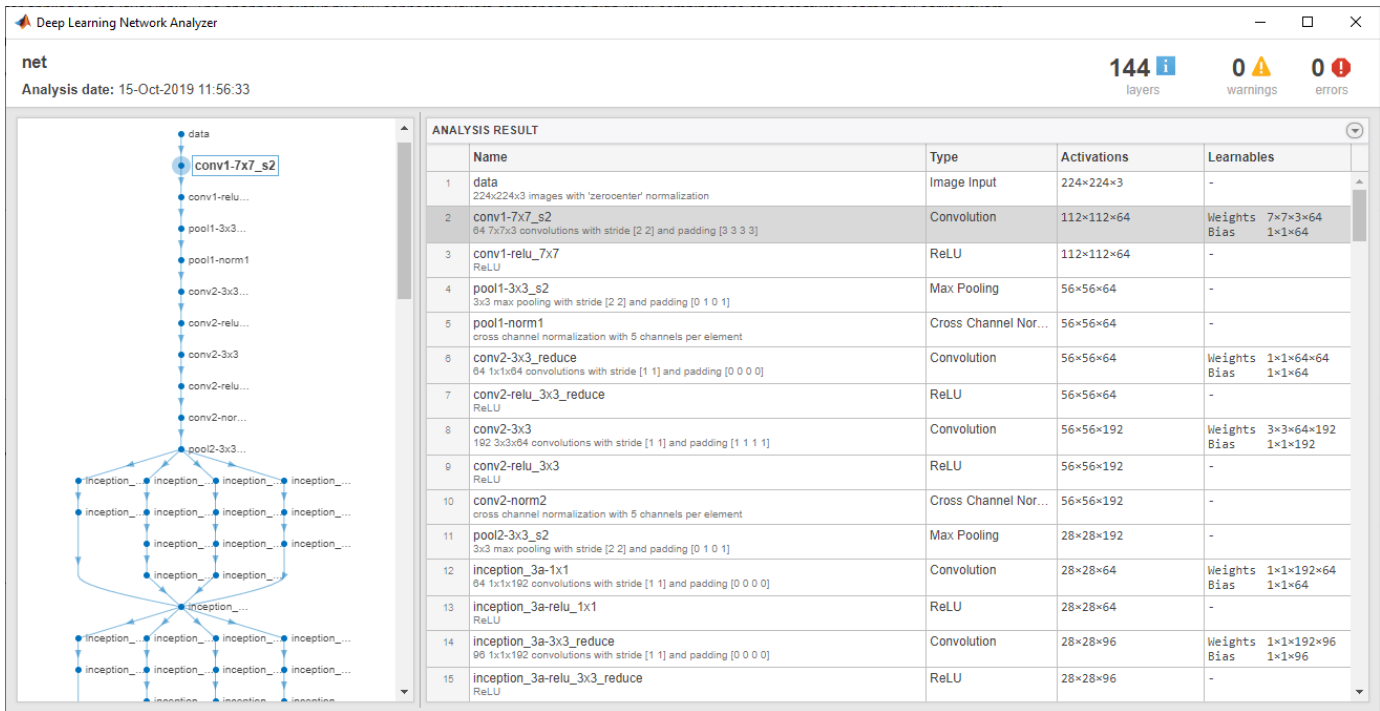 Deep Learning Network Analyzer
net
Analysis date: 15-Oct-2019 11:56:33
144 i
layers
0
warnings
0
errors
data
conv1-7x7_s2
conv1-relu...
pool1-3x3...
pool1-norm1
conv2-3x3...
conv2-relu...
conv2-3x3
conv2-relu...
conv2-nor...
pool2-3x3...
inception_... inception_... inception_... inception_...
inception_... inception_... inception_... inception_...
inception_... inception_... inception_...
inception_... inception_...
inception_...
inception_... inception_... inception_... inception_...
inception_... inception_... inception_... inception_...
ANALYSIS RESULT
Name Type Activations Learnables
1 data Image Input 224×224×3 -
224x224x3 images with 'zerocenter' normalization
2 conv1-7x7_s2 Convolution 112×112×64 Weights 7×7×3×64
64 7x7x3 convolutions with stride [2 2] and padding [3 3 3 3] Bias 1×1×64
3 conv1-relu_7x7 ReLU 112×112×64 -
ReLU
4 pool1-3x3_s2 Max Pooling 56×56×64 -
3x3 max pooling with stride [2 2] and padding [0 1 0 1]
5 pool1-norm1 Cross Channel Nor... 56×56×64 -
cross channel normalization with 5 channels per element
6 conv2-3x3_reduce Convolution 56×56×64 Weights 1×1×64×64
64 1x1x64 convolutions with stride [1 1] and padding [0 0 0 0] Bias 1×1×64
7 conv2-relu_3x3_reduce ReLU 56×56×64 -
ReLU
8 conv2-3x3 Convolution 56×56×192 Weights 3×3×64×192
192 3x3x64 convolutions with stride [1 1] and padding [1 1 1 1] Bias 1×1×192
9 conv2-relu_3x3 ReLU 56×56×192 -
ReLU
10 conv2-norm2 Cross Channel Nor... 56×56×192 -
cross channel normalization with 5 channels per element
11 pool2-3x3_s2 Max Pooling 28×28×192 -
3x3 max pooling with stride [2 2] and padding [0 1 0 1]
12 inception_3a-1x1 Convolution 28×28×64 Weights 1×1×192×64
64 1x1x192 convolutions with stride [1 1] and padding [0 0 0 0] Bias 1×1×64
13 inception_3a-relu_1x1 ReLU 28×28×64 -
ReLU
14 inception_3a-3x3_reduce Convolution 28×28×96 Weights 1×1×192×96
96 1x1x192 convolutions with stride [1 1] and padding [0 0 0 0] Bias 1×1×96
15 inception_3a-relu_3x3_reduce ReLU 28×28×96 -
ReLU